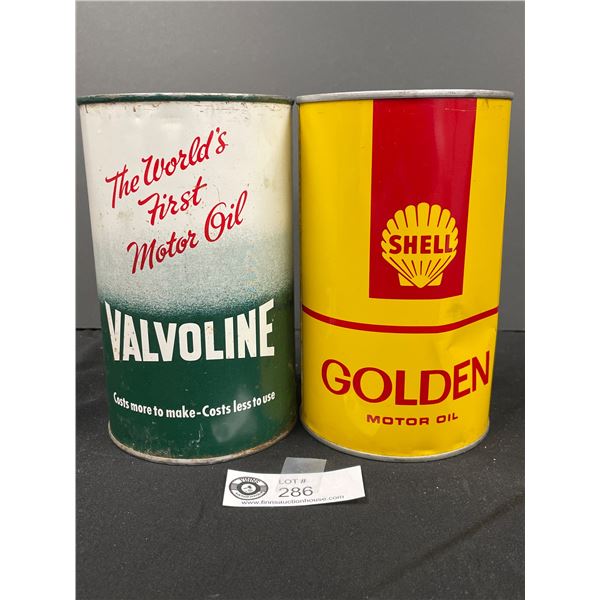 The World's
First
Motor Oil
VALVOLINE
Costs more to make-Costs less to use
SHELL
GOLDEN
MOTOR OIL
LOT #
286
www.finnsauctionhouse.com